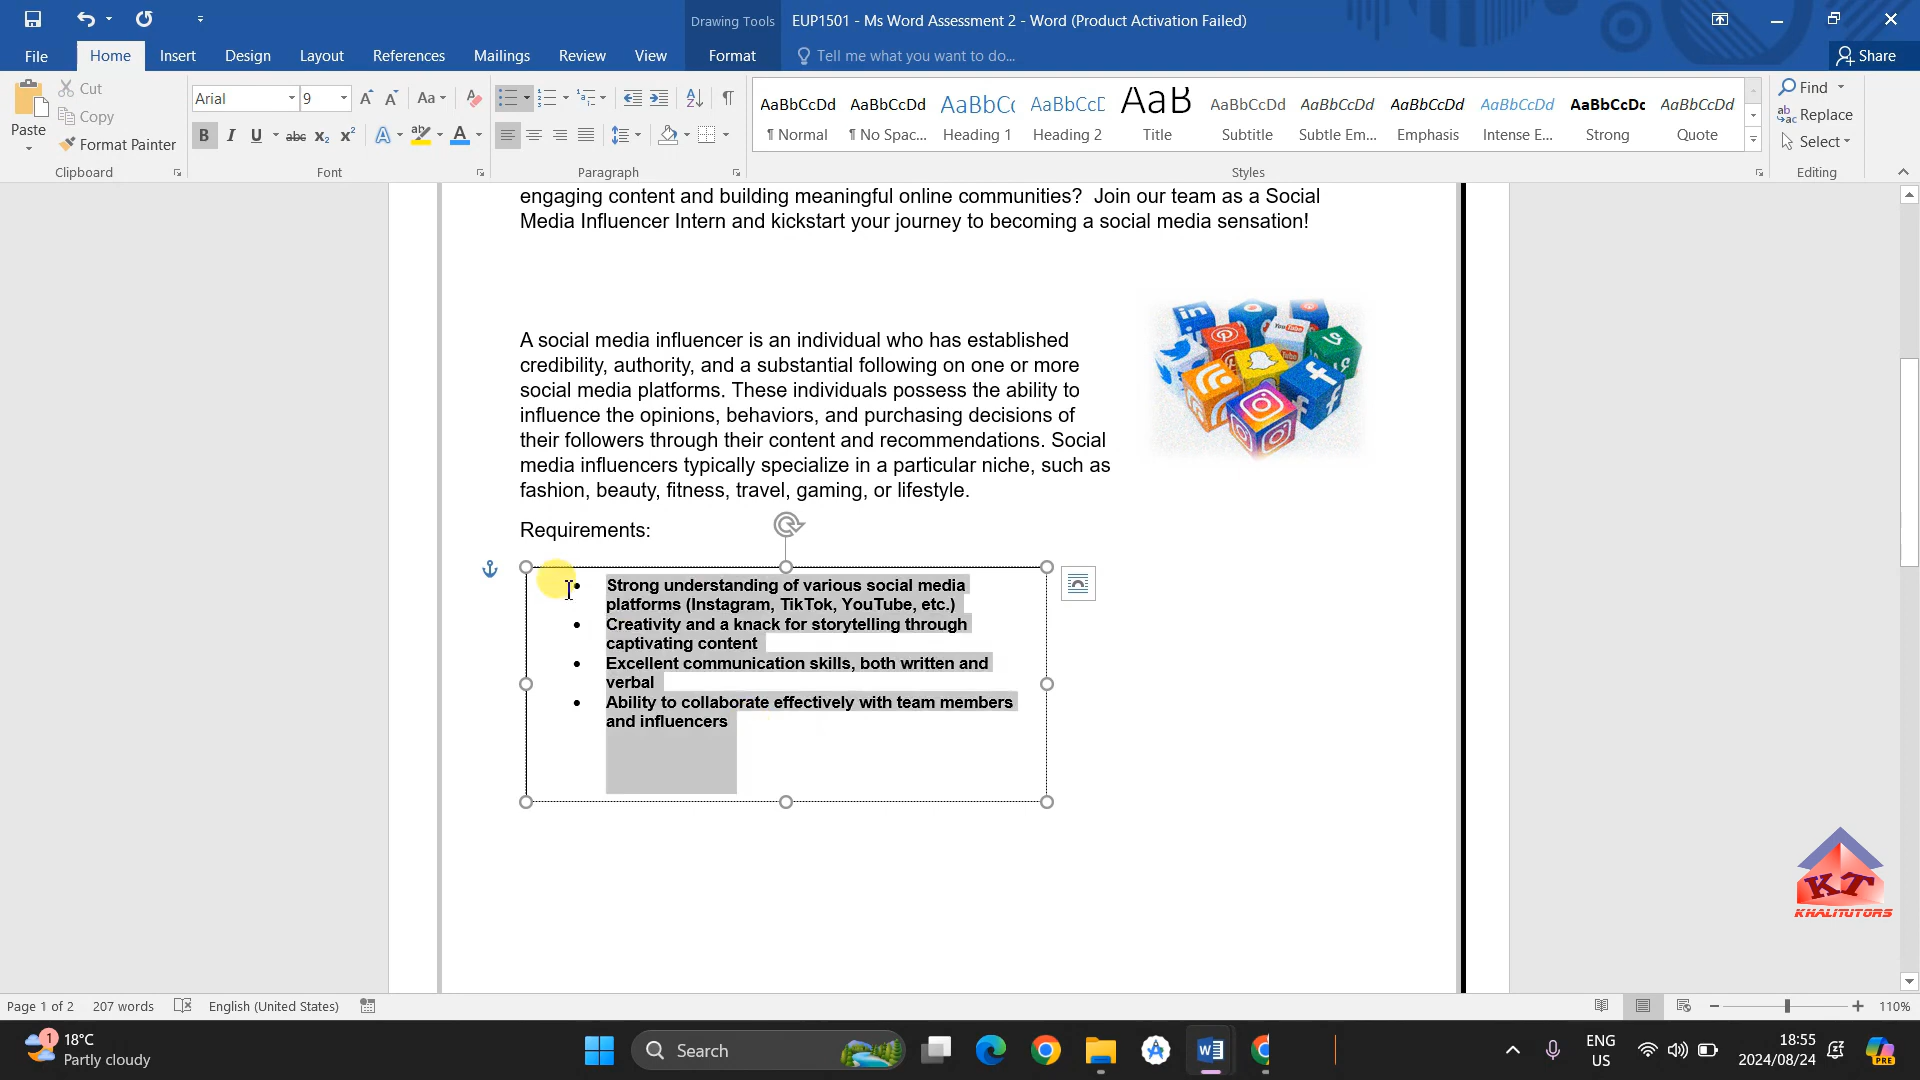 Drawing Tools
EUP1501 - Ms Word Assessment 2 - Word (Product Activation Failed)
File
Home
Insert
Design
Layout
References
Mailings
Review
View
Format
Tell me what you want to do...
Share
Paste
Cut
Copy
Format Painter
Clipboard
Arial
9
Font
Paragraph
AaBbCcDd
¶ Normal
AaBbCcDd
¶ No Spac...
AaBbC(
Heading 1
AaBbCcE
Heading 2
AaB
Title
AaBbCcDd
Subtitle
AaBbCcDd
Subtle Em...
AaBbCcDd
Emphasis
AaBbCcDd
Intense E...
AaBbCcDc
Strong
AaBbCcDd
Quote
Styles
Find
Replace
Select
Editing
engaging content and building meaningful online communities? Join our team as a Social
Media Influencer Intern and kickstart your journey to becoming a social media sensation!
A social media influencer is an individual who has established
credibility, authority, and a substantial following on one or more
social media platforms. These individuals possess the ability to
influence the opinions, behaviors, and purchasing decisions of
their followers through their content and recommendations. Social
media influencers typically specialize in a particular niche, such as
fashion, beauty, fitness, travel, gaming, or lifestyle.
Requirements:
• Strong understanding of various social media
platforms (Instagram, TikTok, YouTube, etc.)
• Creativity and a knack for storytelling through
captivating content
• Excellent communication skills, both written and
verbal
• Ability to collaborate effectively with team members
and influencers
KT
KHALITUTORS
Page 1 of 2
207 words
English (United States)
110%
1
18°C
Partly cloudy
Search
ENG
US
18:55
2024/08/24
PRE